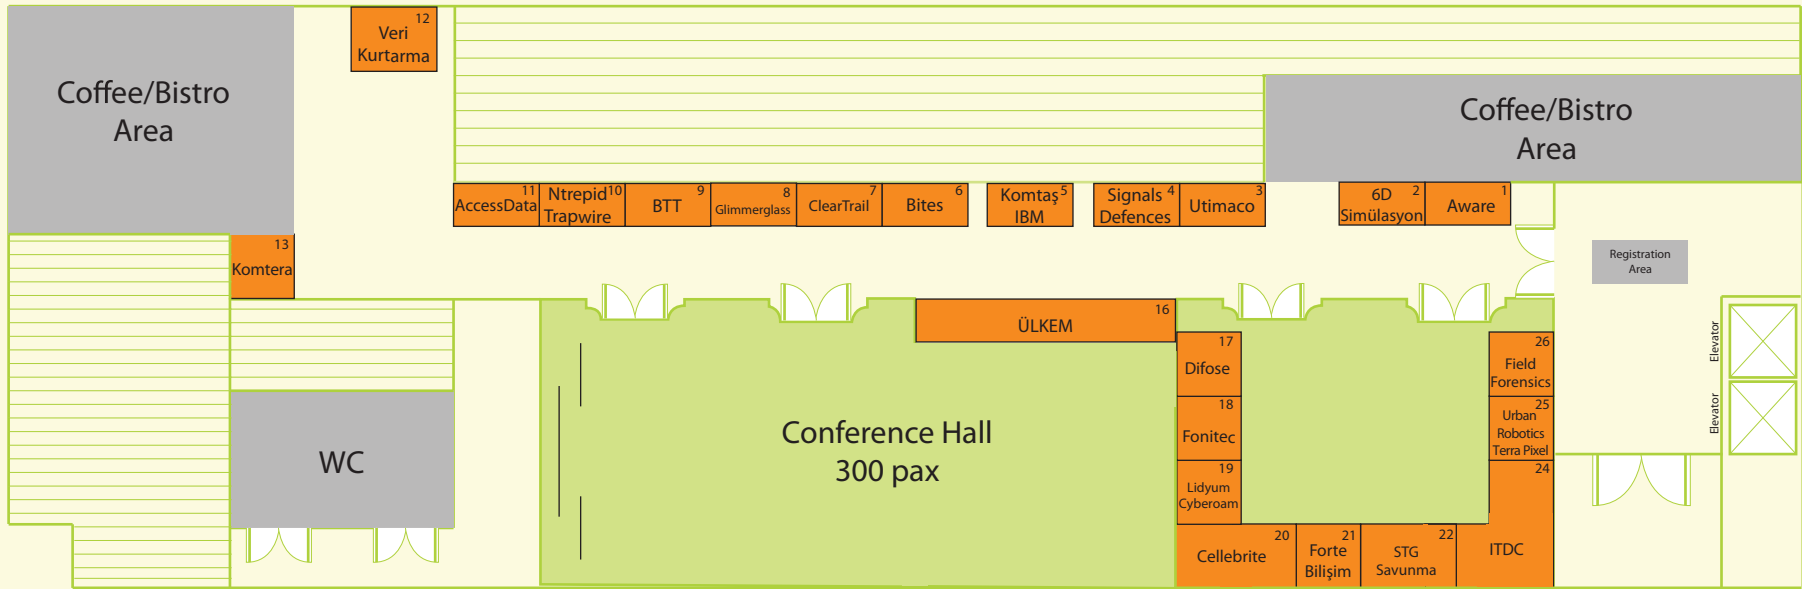 12
Veri
Kurtarma
Coffee/Bistro
Area
Coffee/Bistro
Area
11
AccessData
10
Ntrepid
Trapwire
9
BTT
8
Glimmerglass
7
ClearTrail
6
Bites
5
Komtaş
IBM
4
Signals
Defences
3
Utimaco
2
6D
Simülasyon
1
Aware
13
Komtera
Registration
Area
16
ÜLKEM
17
Difose
18
Fonitec
19
Lidyum
Cyberoam
20
Cellebrite
21
Forte
Bilişim
22
STG
Savunma
24
ITDC
25
Urban
Robotics
Terra Pixel
26
Field
Forensics
Elevator
Elevator
WC
Conference Hall
300 pax